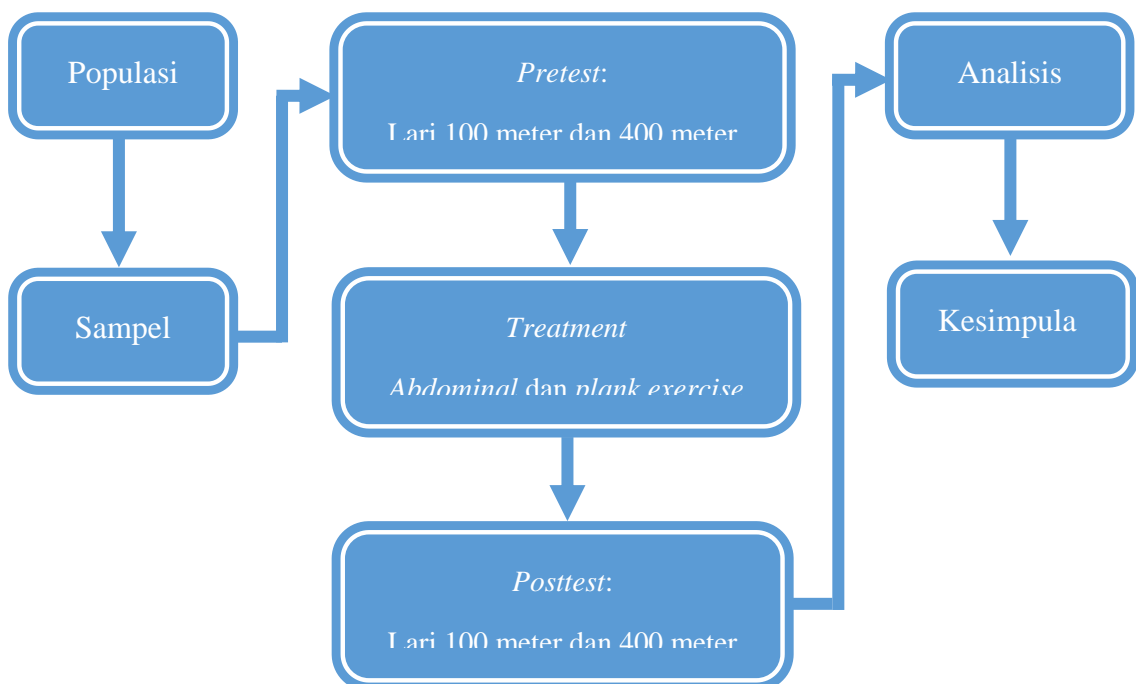 Populasi
Sampel
Pretest:
Lari 100 meter dan 400 meter
Treatment
Abdominal dan plank exercise
Posttest:
Lari 100 meter dan 400 meter
Analisis
Kesimpula